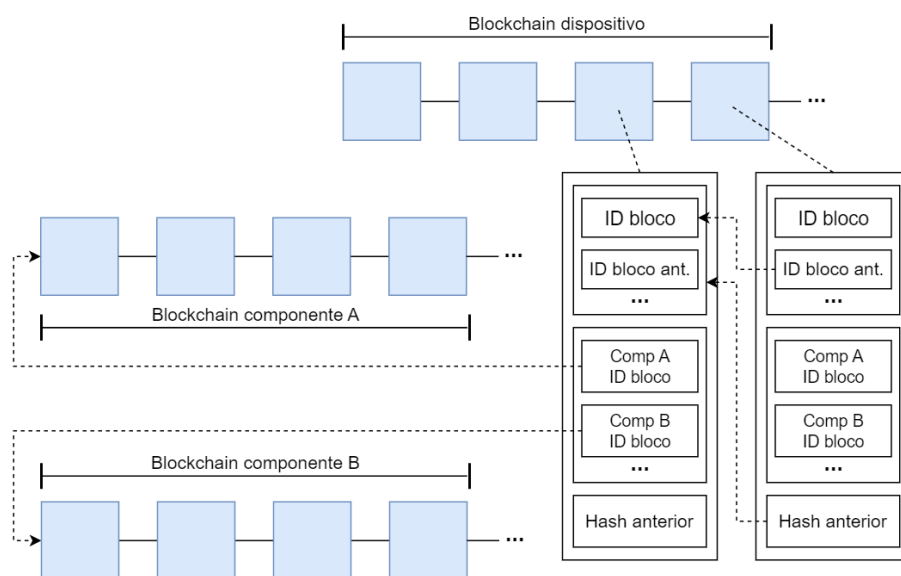 Blockchain dispositivo
...
ID bloco
ID bloco ant.
...
Comp A
ID bloco
Comp B
ID bloco
...
Hash anterior
ID bloco
ID bloco ant.
...
Comp A
ID bloco
Comp B
ID bloco
...
Hash anterior
...
Blockchain componente A
Blockchain componente B
...